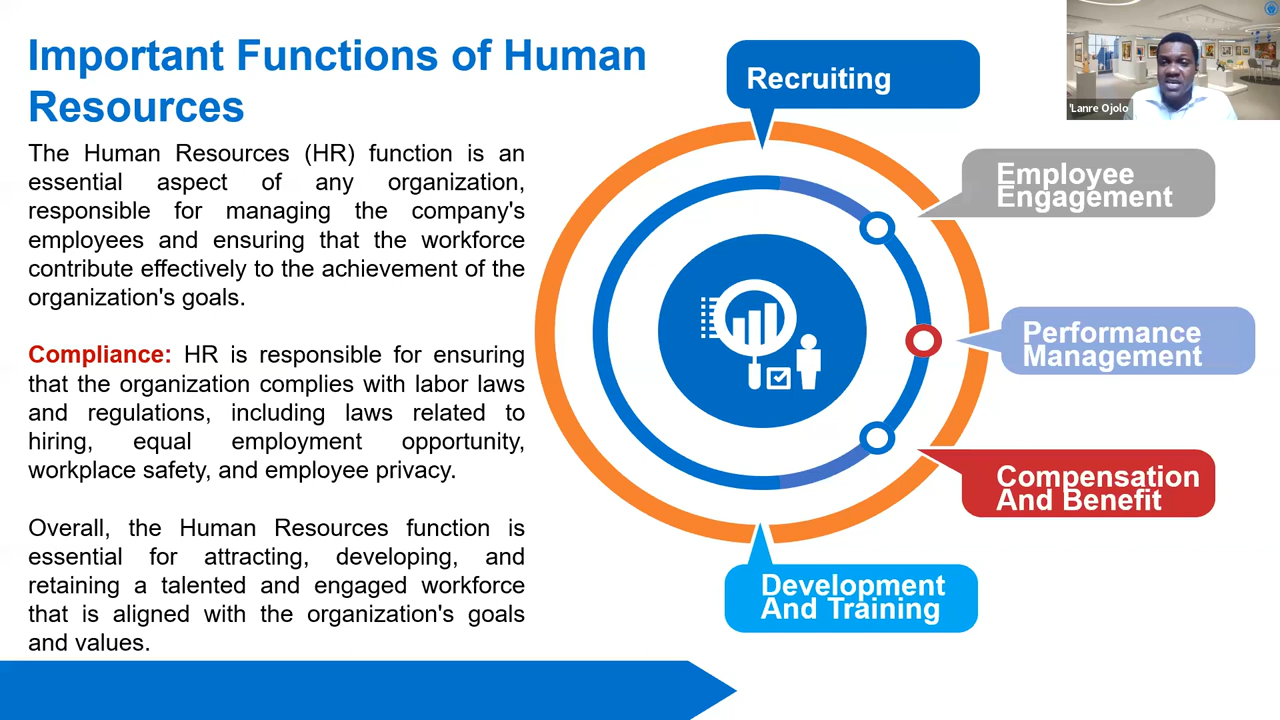 Important Functions of Human
Resources
The Human Resources (HR) function is an
essential aspect of any organization,
responsible for managing the company's
employees and ensuring that the workforce
contribute effectively to the achievement of the
organization's goals.
Compliance: HR is responsible for ensuring
that the organization complies with labor laws
and regulations, including laws related to
hiring, equal employment opportunity,
workplace safety, and employee privacy.
Overall, the Human Resources function is
essential for attracting, developing, and
retaining a talented and engaged workforce
that is aligned with the organization's goals
and values.
Recruiting
Employee
Engagement
Performance
Management
Compensation
And Benefit
Development
And Training
'Lanre Ojolo